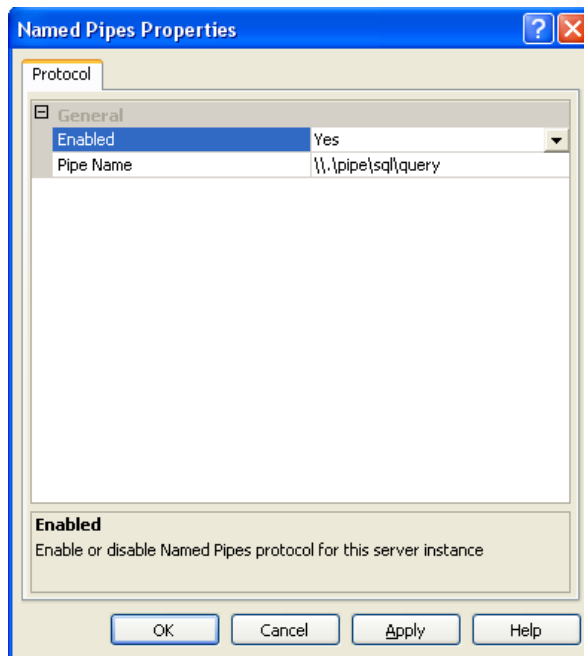 Named Pipes Properties
Protocol
General
Enabled Yes
Pipe Name \\.\pipe\sql\query
Enabled
Enable or disable Named Pipes protocol for this server instance
OK Cancel Apply Help